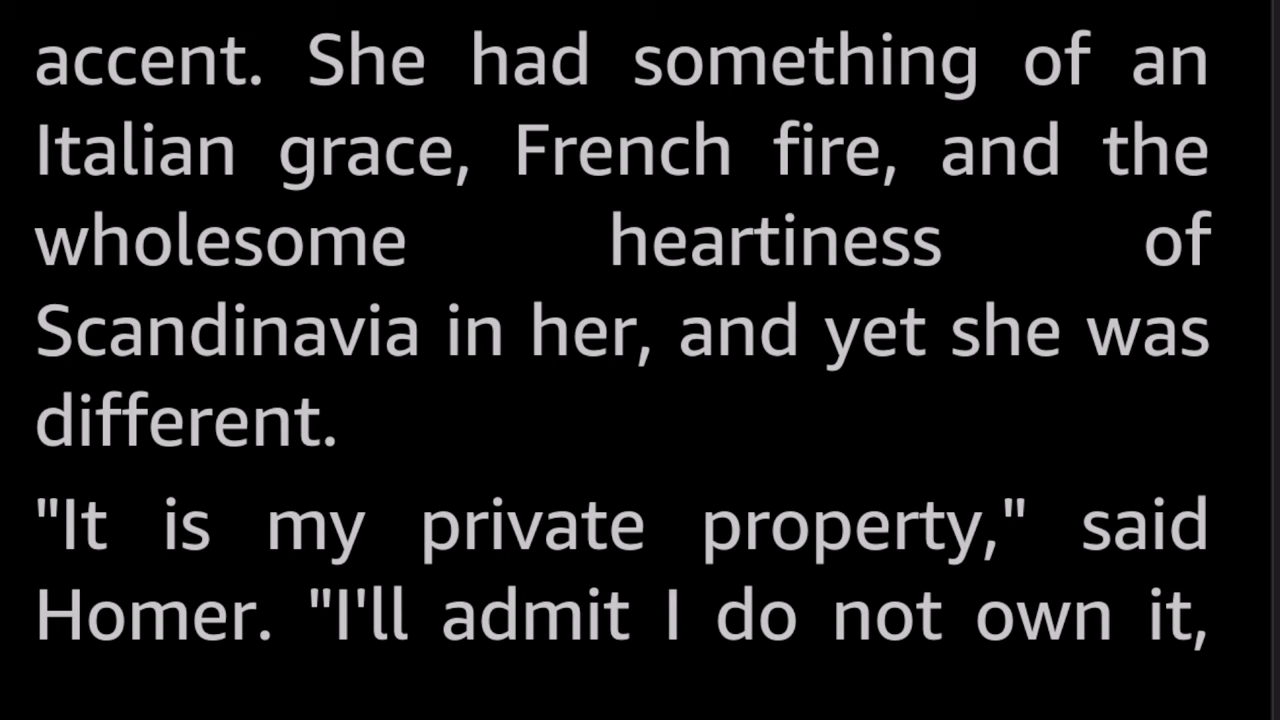 accent. She had something of an
Italian grace, French fire, and the
wholesome heartiness of
Scandinavia in her, and yet she was
different.
"It is my private property," said
Homer. "I'll admit I do not own it,